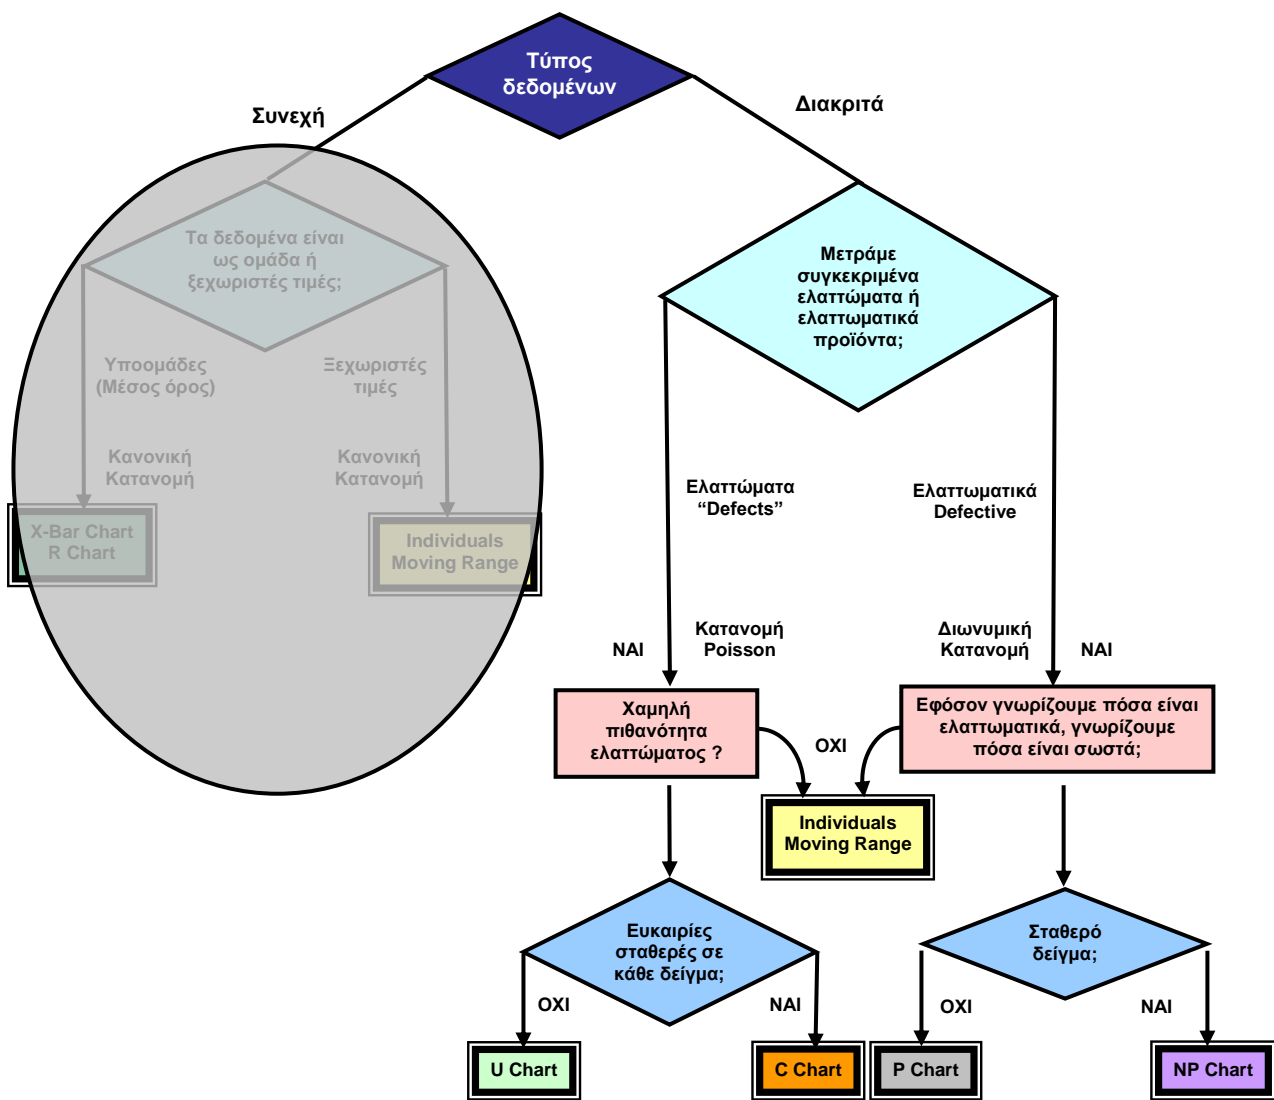 Τύπος
δεδομένων
Συνεχή
Διακριτά
Τα δεδομένα είναι
ως ομάδα ή
ξεχωριστές τιμές;
Μετράμε
συγκεκριμένα
ελαττώματα ή
ελαττωματικά
προϊόντα;
Υποομάδες
(Μέσος όρος)
Ξεχωριστές
τιμές
Κανονική
Κατανομή
Κανονική
Κατανομή
X-Bar Chart
R Chart
Individuals
Moving Range
Ελαττώματα
“Defects”
Ελαττωματικά
Defective
ΝΑΙ
Κατανομή
Poisson
Διωνυμική
Κατανομή
ΝΑΙ
Χαμηλή
πιθανότητα
ελαττώματος ?
ΟΧΙ
Εφόσον γνωρίζουμε πόσα είναι
ελαττωματικά, γνωρίζουμε
πόσα είναι σωστά;
Individuals
Moving Range
Ευκαιρίες
σταθερές σε
κάθε δείγμα;
Σταθερό
δείγμα;
ΟΧΙ
ΝΑΙ
ΟΧΙ
ΝΑΙ
U Chart
C Chart
P Chart
NP Chart